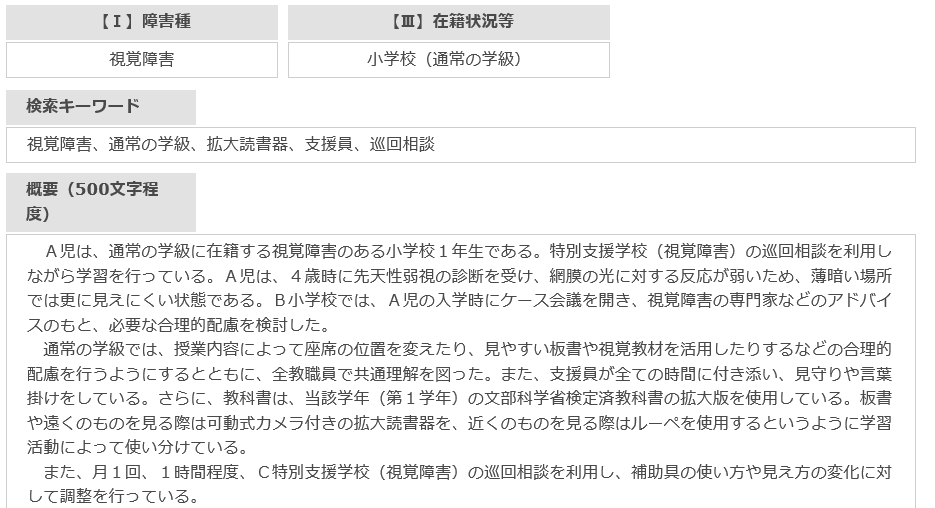 【Ⅰ】障害種
【Ⅲ】在籍状況等
視覚障害
小学校（通常の学級）
検索キーワード
視覚障害、通常の学級、拡大読書器、支援員、巡回相談
概要（500文字程
度）
　Ａ児は、通常の学級に在籍する視覚障害のある小学校１年生である。特別支援学校（視覚障害）の巡回相談を利用し
ながら学習を行っている。Ａ児は、４歳時に先天性弱視の診断を受け、網膜の光に対する反応が弱いため、薄暗い場所
では更に見えにくい状態である。Ｂ小学校では、Ａ児の入学時にケース会議を開き、視覚障害の専門家などのアドバイ
スのもと、必要な合理的配慮を検討した。
　通常の学級では、授業内容によって座席の位置を変えたり、見やすい板書や視覚教材を活用したりするなどの合理的
配慮を行うようにするとともに、全教職員で共通理解を図った。また、支援員が全ての時間に付き添い、見守りや言葉
掛けをしている。さらに、教科書は、当該学年（第１学年）の文部科学省検定済教科書の拡大版を使用している。板書
や遠くのものを見る際は可動式カメラ付きの拡大読書器を、近くのものを見る際はルーペを使用するというように学習
活動によって使い分けている。
　また、月１回、１時間程度、Ｃ特別支援学校（視覚障害）の巡回相談を利用し、補助具の使い方や見え方の変化に対
して調整を行っている。